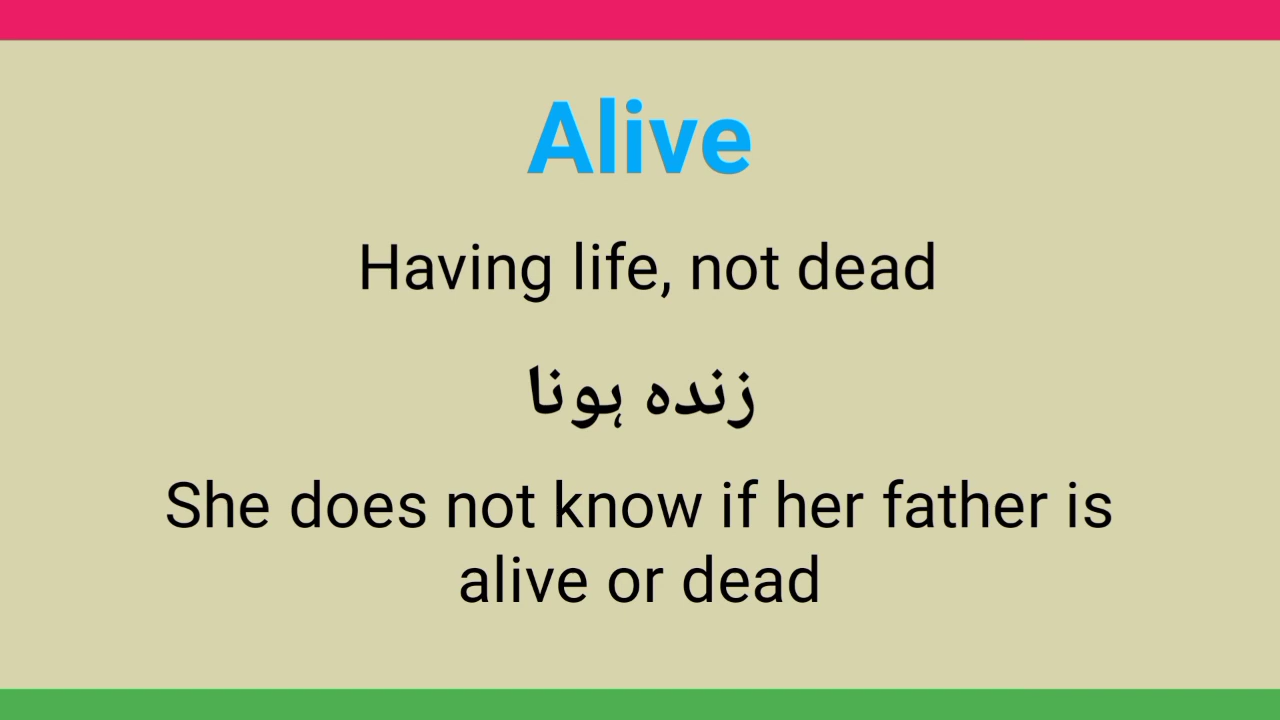 Alive
Having life, not dead
زندہ ہونا
She does not know if her father is
alive or dead